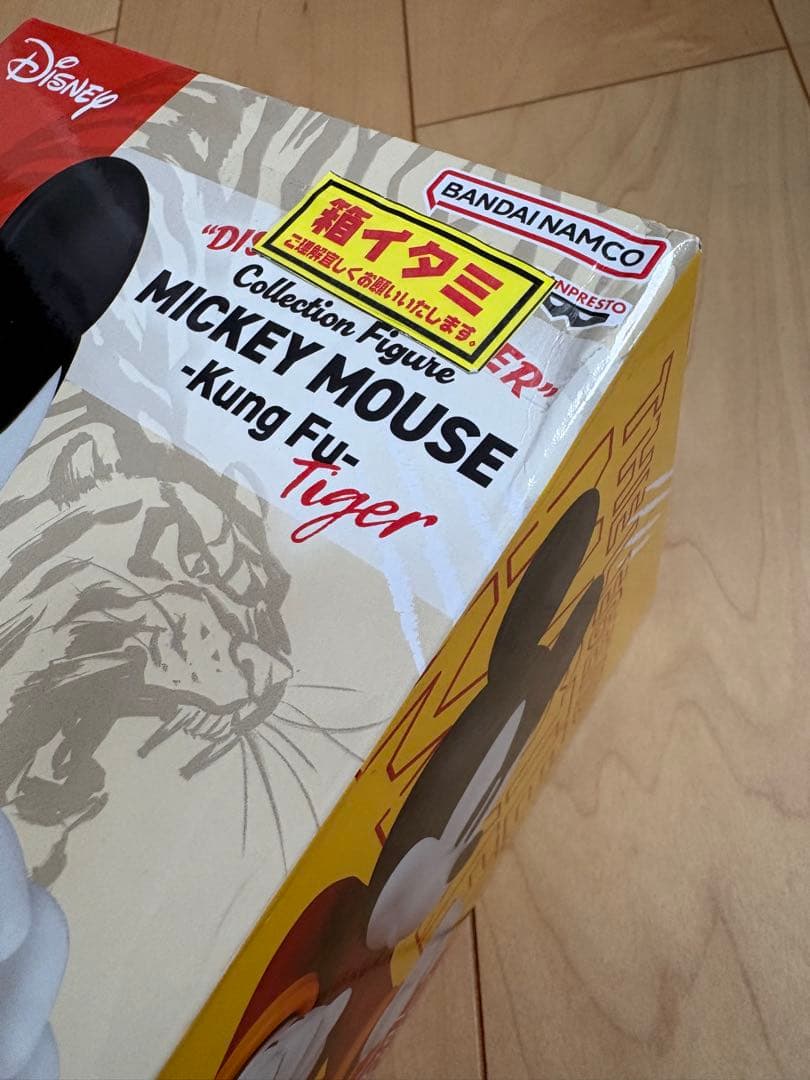 Disney
BANDAI NAMCO
箱イタミ
ご理解宜しくお願いいたします。
Collection Figure
MICKEY MOUSE
-Kung Fu-
Tiger